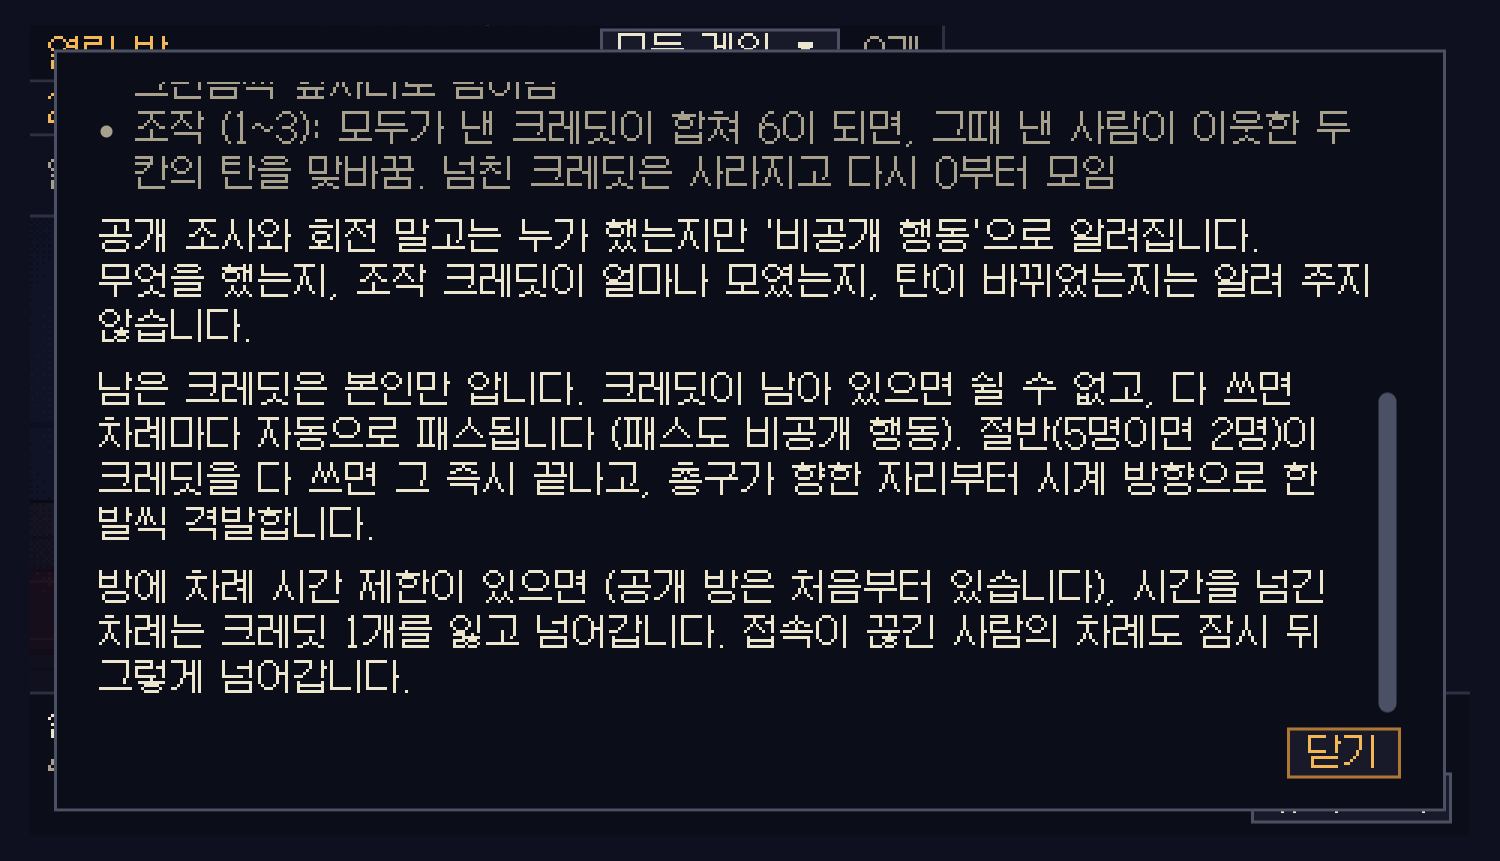 열린 방
모든 게임 ▼
0개
• 조작 (1~3): 모두가 낸 크레딧이 합쳐 6이 되면, 그때 낸 사람이 이웃한 두
칸의 탄을 맞바꿈. 넘친 크레딧은 사라지고 다시 0부터 모임
공개 조사와 회전 말고는 누가 했는지만 '비공개 행동'으로 알려집니다.
무엇을 했는지, 조작 크레딧이 얼마나 모였는지, 탄이 바뀌었는지는 알려 주지
않습니다.
남은 크레딧은 본인만 압니다. 크레딧이 남아 있으면 쉴 수 없고, 다 쓰면
차례마다 자동으로 패스됩니다 (패스도 비공개 행동). 절반(5명이면 2명)이
크레딧을 다 쓰면 그 즉시 끝나고, 총구가 향한 자리부터 시계 방향으로 한
발씩 격발합니다.
방에 차례 시간 제한이 있으면 (공개 방은 처음부터 있습니다), 시간을 넘긴
차례는 크레딧 1개를 잃고 넘어갑니다. 접속이 끊긴 사람의 차례도 잠시 뒤
그렇게 넘어갑니다.
닫기